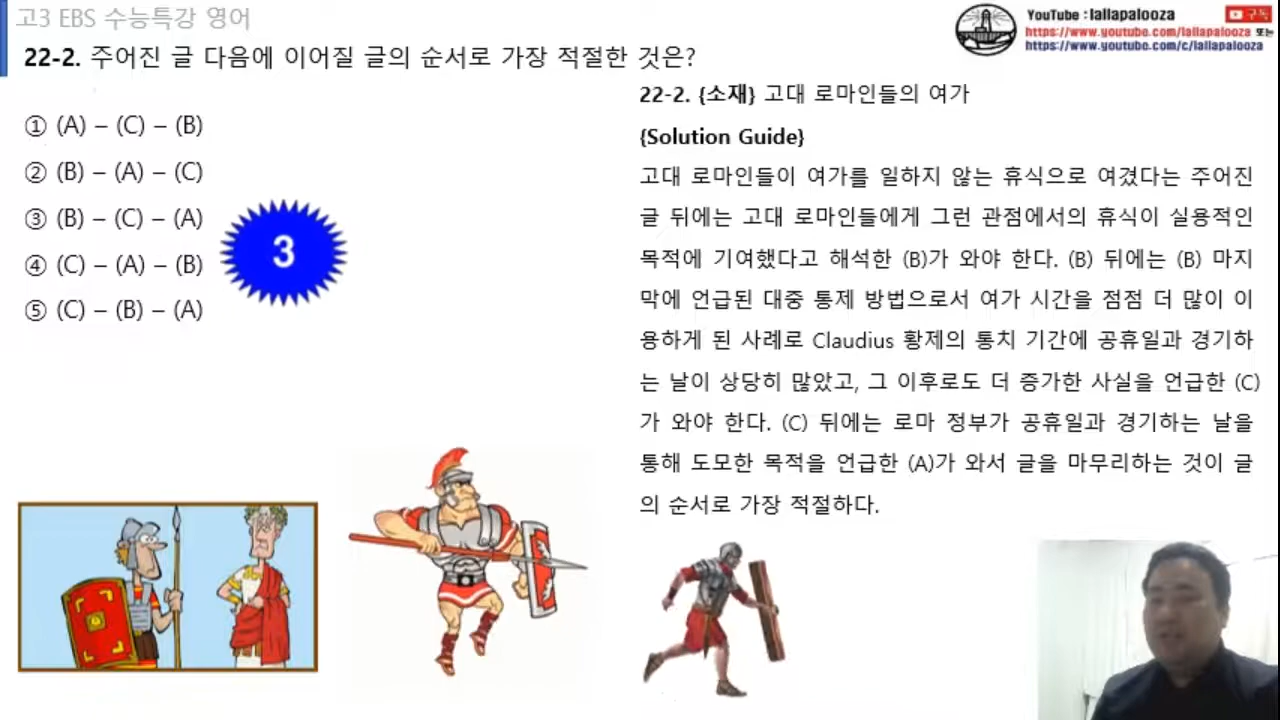 고3 EBS 수능특강 영어
YouTube : lallapalooza
구독
https://www.youtube.com/lallapalooza 또는
https://www.youtube.com/c/lallapalooza
22-2. 주어진 글 다음에 이어질 글의 순서로 가장 적절한 것은?
① (A) – (C) – (B)
② (B) – (A) – (C)
③ (B) – (C) – (A)
④ (C) – (A) – (B)
⑤ (C) – (B) – (A)
3
22-2. {소재} 고대 로마인들의 여가
{Solution Guide}
고대 로마인들이 여가를 일하지 않는 휴식으로 여겼다는 주어진
글 뒤에는 고대 로마인들에게 그런 관점에서의 휴식이 실용적인
목적에 기여했다고 해석한 (B)가 와야 한다. (B) 뒤에는 (B) 마지
막에 언급된 대중 통제 방법으로서 여가 시간을 점점 더 많이 이
용하게 된 사례로 Claudius 황제의 통치 기간에 공휴일과 경기하
는 날이 상당히 많았고, 그 이후로도 더 증가한 사실을 언급한 (C)
가 와야 한다. (C) 뒤에는 로마 정부가 공휴일과 경기하는 날을
통해 도모한 목적을 언급한 (A)가 와서 글을 마무리하는 것이 글
의 순서로 가장 적절하다.